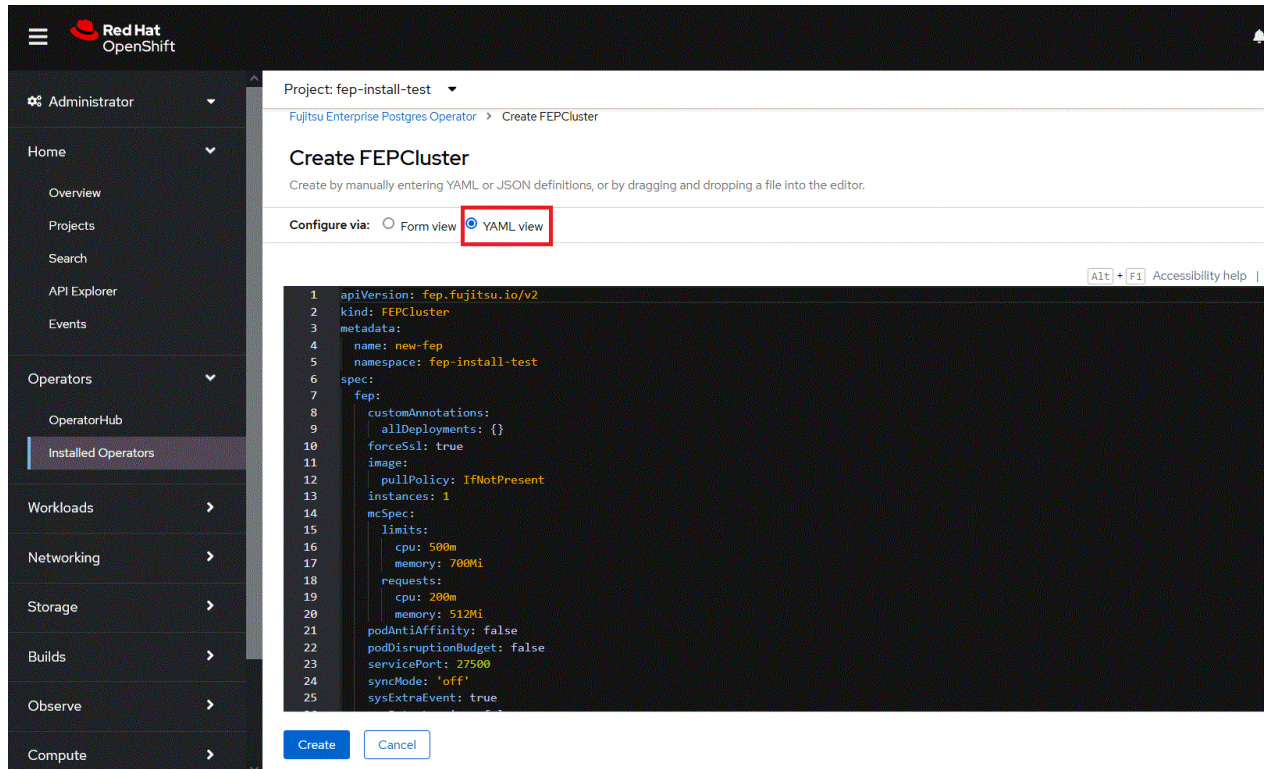 Red Hat
OpenShift
Administrator
Home
Overview
Projects
Search
API Explorer
Events
Operators
OperatorHub
Installed Operators
Workloads
Networking
Storage
Builds
Observe
Compute
Project: fep-install-test
Fujitsu Enterprise Postgres Operator > Create FEPCluster
Create FEPCluster
Create by manually entering YAML or JSON definitions, or by dragging and dropping a file into the editor.
Configure via: Form view YAML view
Alt + F1 Accessibility help |
1 apiVersion: fep.fujitsu.io/v2
2 kind: FEPCluster
3 metadata:
4 name: new-fep
5 namespace: fep-install-test
6 spec:
7 fep:
8 customAnnotations:
9 allDeployments: {}
10 forceSsl: true
11 image:
12 pullPolicy: IfNotPresent
13 instances: 1
14 mcSpec:
15 limits:
16 cpu: 500m
17 memory: 700Mi
18 requests:
19 cpu: 200m
20 memory: 512Mi
21 podAntiAffinity: false
22 podDisruptionBudget: false
23 servicePort: 27500
24 syncMode: 'off'
25 sysExtraEvent: true
Create Cancel